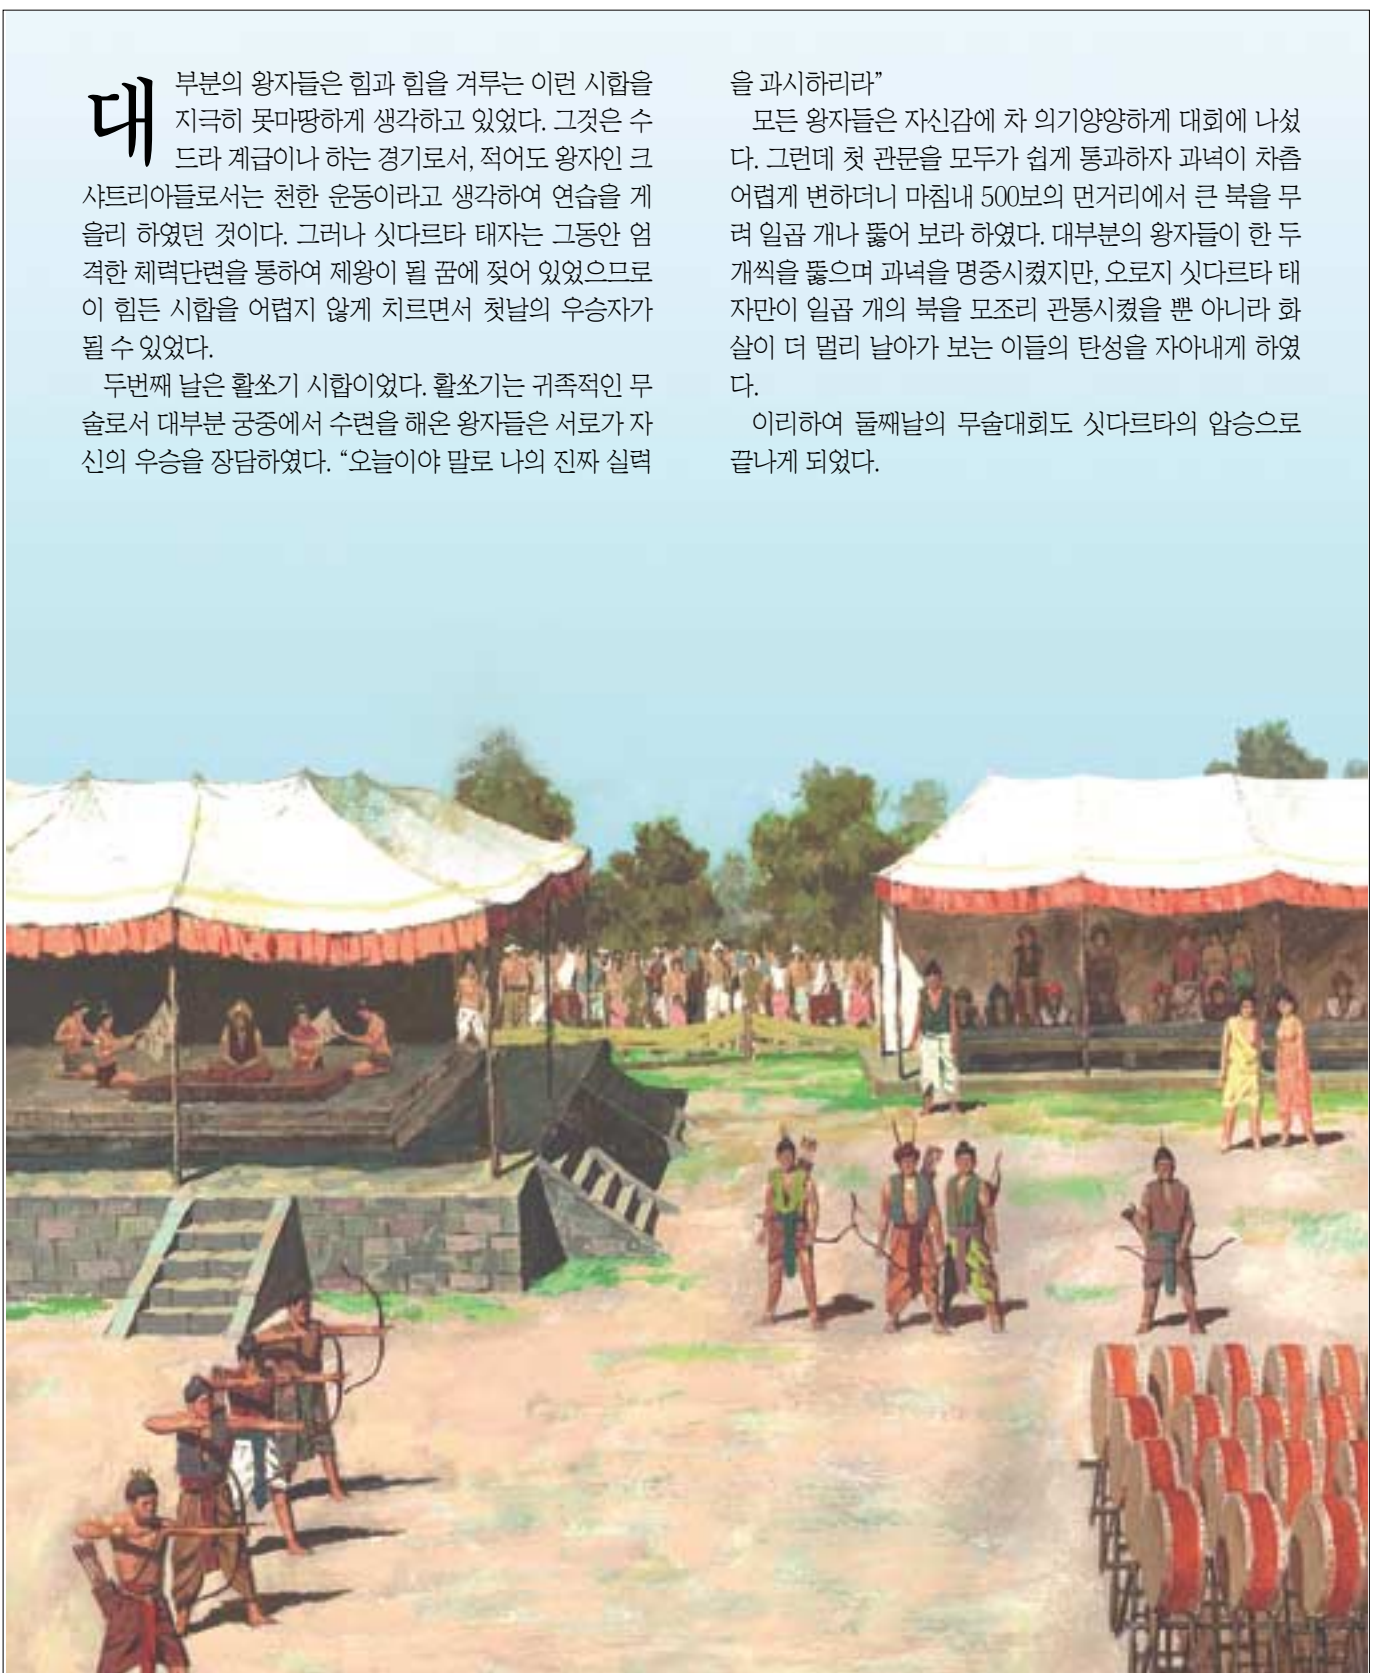 대부분의 왕자들은 힘과 힘을 겨루는 이런 시합을
지극히 못마땅하게 생각하고 있었다. 그것은 수
드라 계급이나 하는 경기로서, 적어도 왕자인 크
샤트리아들로서는 천한 운동이라고 생각하여 연습을 게
을리 하였던 것이다. 그러나 싯다르타 태자는 그동안 엄
격한 체력단련을 통하여 제왕이 될 꿈에 젖어 있었으므로
이 힘든 시합을 어렵지 않게 치르면서 첫날의 우승자가
될 수 있었다.
두번째 날은 활쏘기 시합이었다. 활쏘기는 귀족적인 무
술로서 대부분 궁중에서 수련을 해온 왕자들은 서로가 자
신의 우승을 장담하였다. “오늘이야 말로 나의 진짜 실력
을 과시하리라”
모든 왕자들은 자신감에 차 의기양양하게 대회에 나섰
다. 그런데 첫 관문을 모두가 쉽게 통과하자 과녁이 차츰
어렵게 변하더니 마침내 500보의 먼거리에서 큰 북을 무
려 일곱 개나 뚫어 보라 하였다. 대부분의 왕자들이 한 두
개씩을 뚫으며 과녁을 명중시켰지만, 오로지 싯다르타 태
자만이 일곱 개의 북을 모조리 관통시켰을 뿐 아니라 화
살이 더 멀리 날아가 보는 이들의 탄성을 자아내게 하였
다.
이리하여 둘째날의 무술대회도 싯다르타의 압승으로
끝나게 되었다.